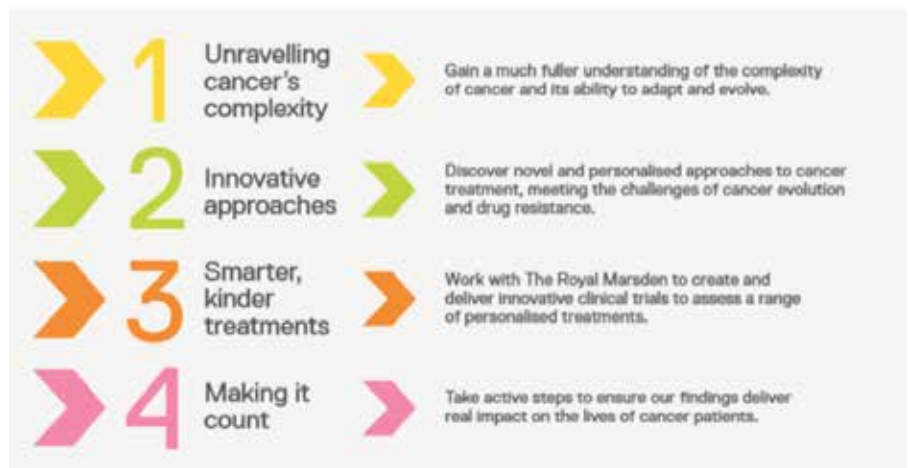 1
Unravelling
cancer's
complexity
Gain a much fuller understanding of the complexity
of cancer and its ability to adapt and evolve.
2
Innovative
approaches
Discover novel and personalised approaches to cancer
treatment, meeting the challenges of cancer evolution
and drug resistance.
3
Smarter,
kinder
treatments
Work with The Royal Marsden to create and
deliver innovative clinical trials to assess a range
of personalised treatments.
4
Making it
count
Take active steps to ensure our findings deliver
real impact on the lives of cancer patients.